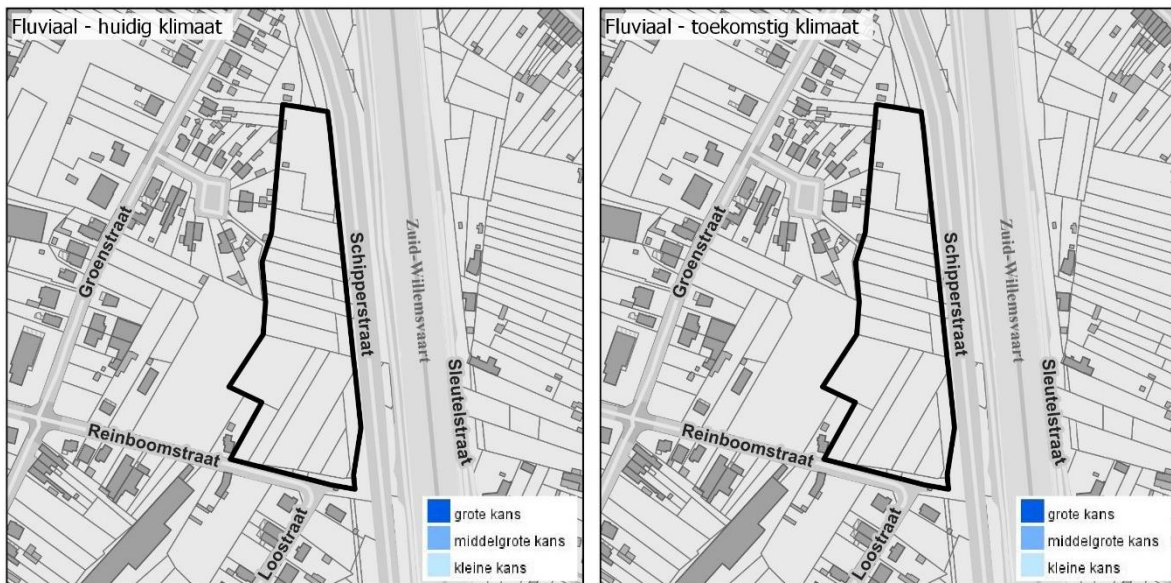 Fluviaal - huidig klimaat
Groenstraat
Schipperstraat
Zuid-Willemsvaart
Sleutelstraat
Reinboomstraat
Loostraat
grote kans
middelgrote kans
kleine kans
Fluviaal - toekomstig klimaat
Groenstraat
Schipperstraat
Zuid-Willemsvaart
Sleutelstraat
Reinboomstraat
Loostraat
grote kans
middelgrote kans
kleine kans